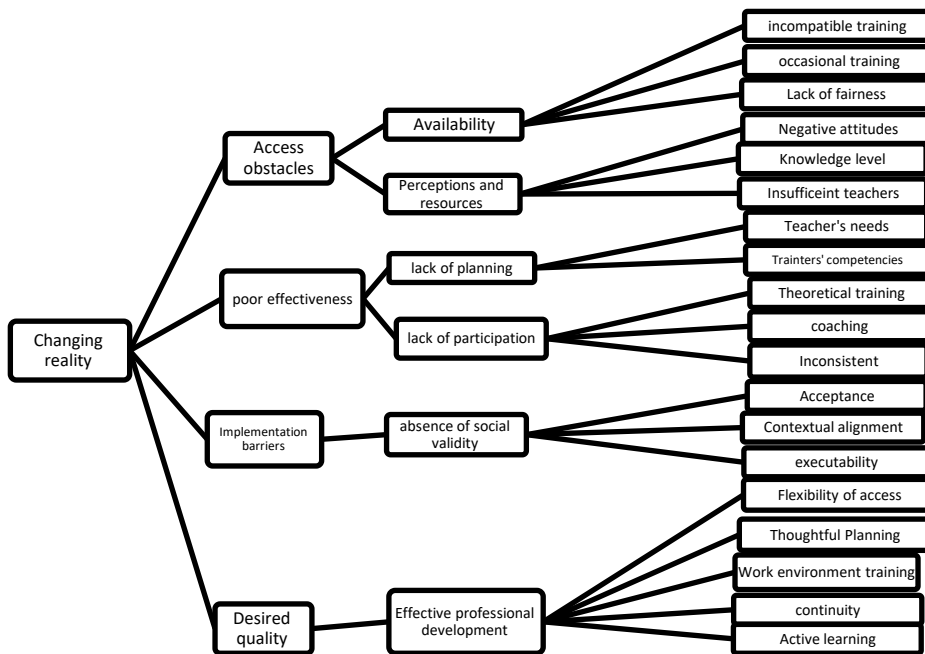 Changing
reality
Access
obstacles
Availability
incompatible training
occasional training
Lack of fairness
Perceptions and
resources
Negative attitudes
Knowledge level
Insufficeint teachers
poor effectiveness
lack of planning
Teacher's needs
Trainters' competencies
lack of participation
Theoretical training
coaching
Inconsistent
Implementation
barriers
absence of social
validity
Acceptance
Contextual alignment
executability
Desired
quality
Effective professional
development
Flexibility of access
Thoughtful Planning
Work environment training
continuity
Active learning